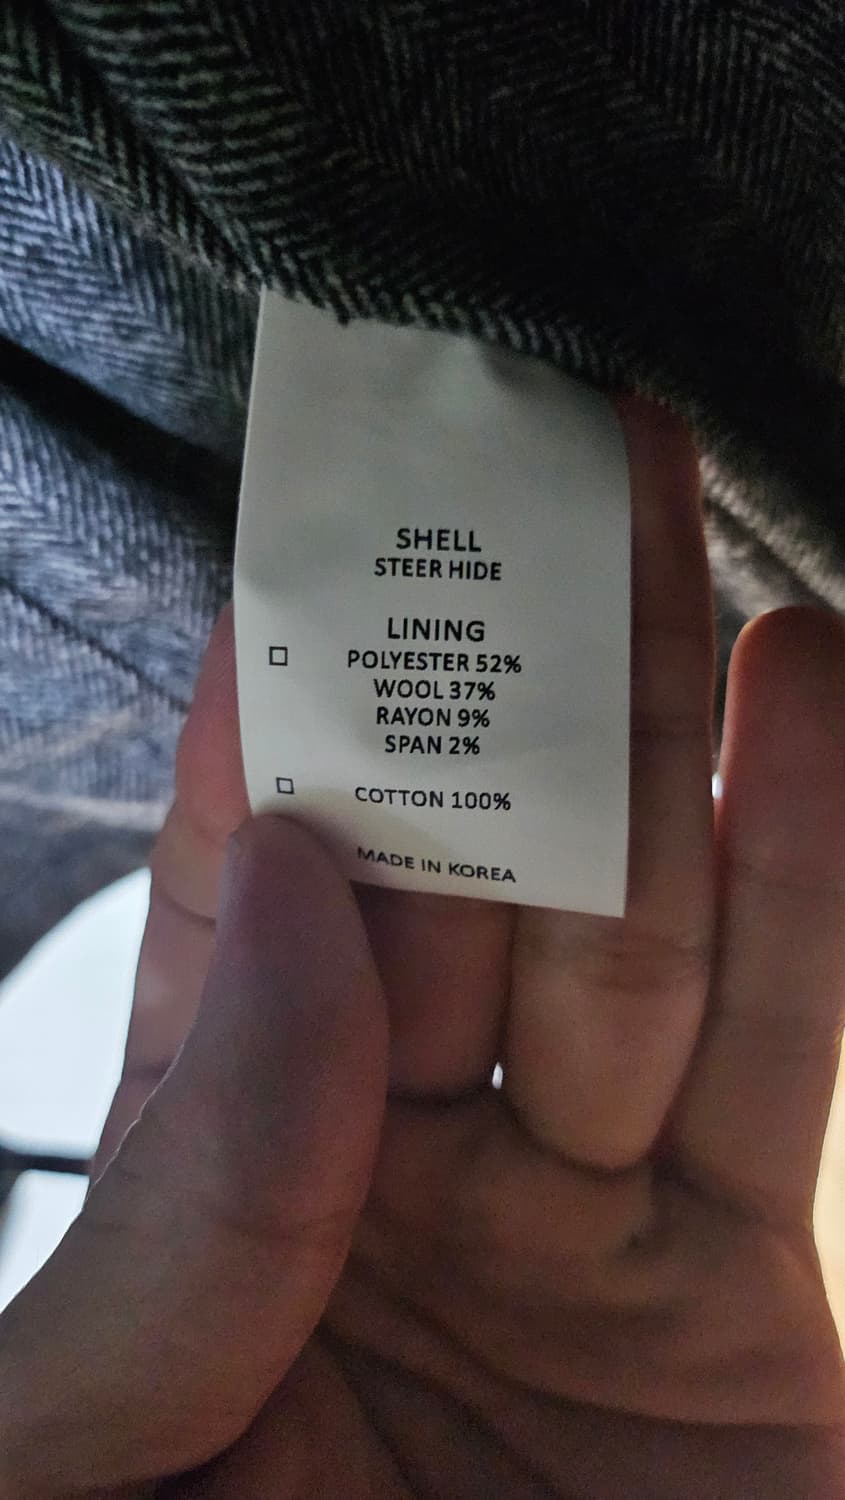 SHELL
STEER HIDE
LINING
POLYESTER 52%
WOOL 37%
RAYON 9%
SPAN 2%
COTTON 100%
MADE IN KOREA